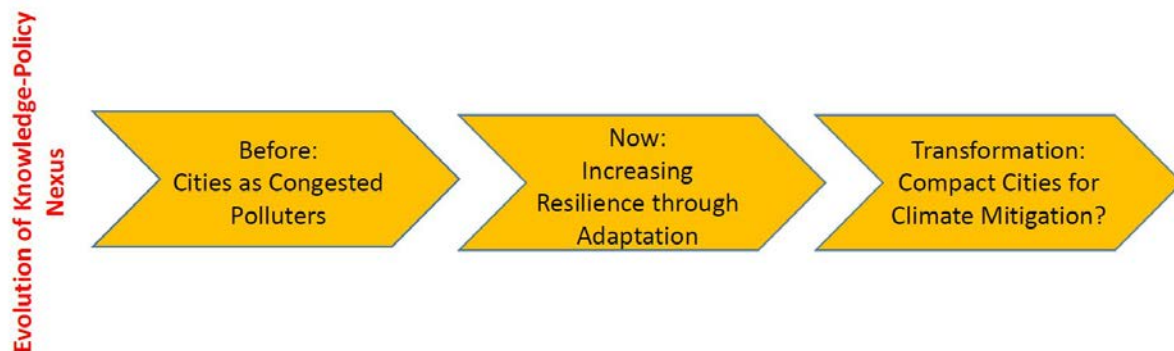 Evolution of Knowledge-Policy
Nexus
Before:
Cities as Congested
Polluters
Now:
Increasing
Resilience through
Adaptation
Transformation:
Compact Cities for
Climate Mitigation?